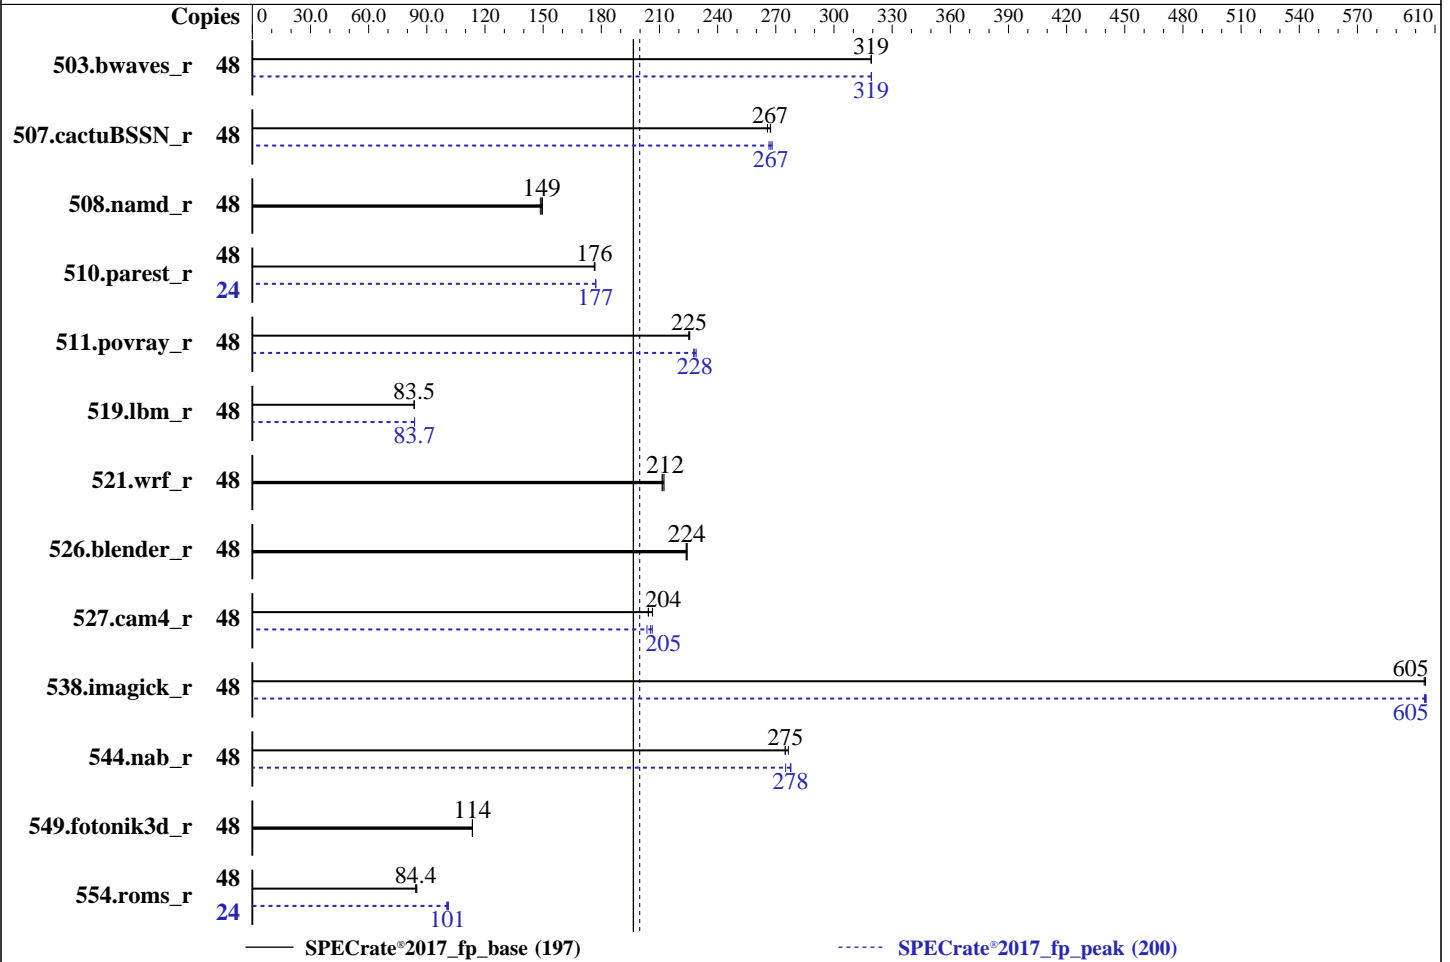 Copies 0 30.0 60.0 90.0 120 150 180 210 240 270 300 330 360 390 420 450 480 510 540 570 610
319
503.bwaves_r 48
319
267
507.cactuBSSN_r 48
267
149
508.namd_r 48
48 176
510.parest_r
24 177
225
511.povray_r 48
228
83.5
519.lbm_r 48
83.7
212
521.wrf_r 48
224
526.blender_r 48
204
527.cam4_r 48
205
605
538.imagick_r 48
605
275
544.nab_r 48
278
114
549.fotonik3d_r 48
48 84.4
554.roms_r
24 101
SPECrate®2017_fp_base (197) SPECrate®2017_fp_peak (200)